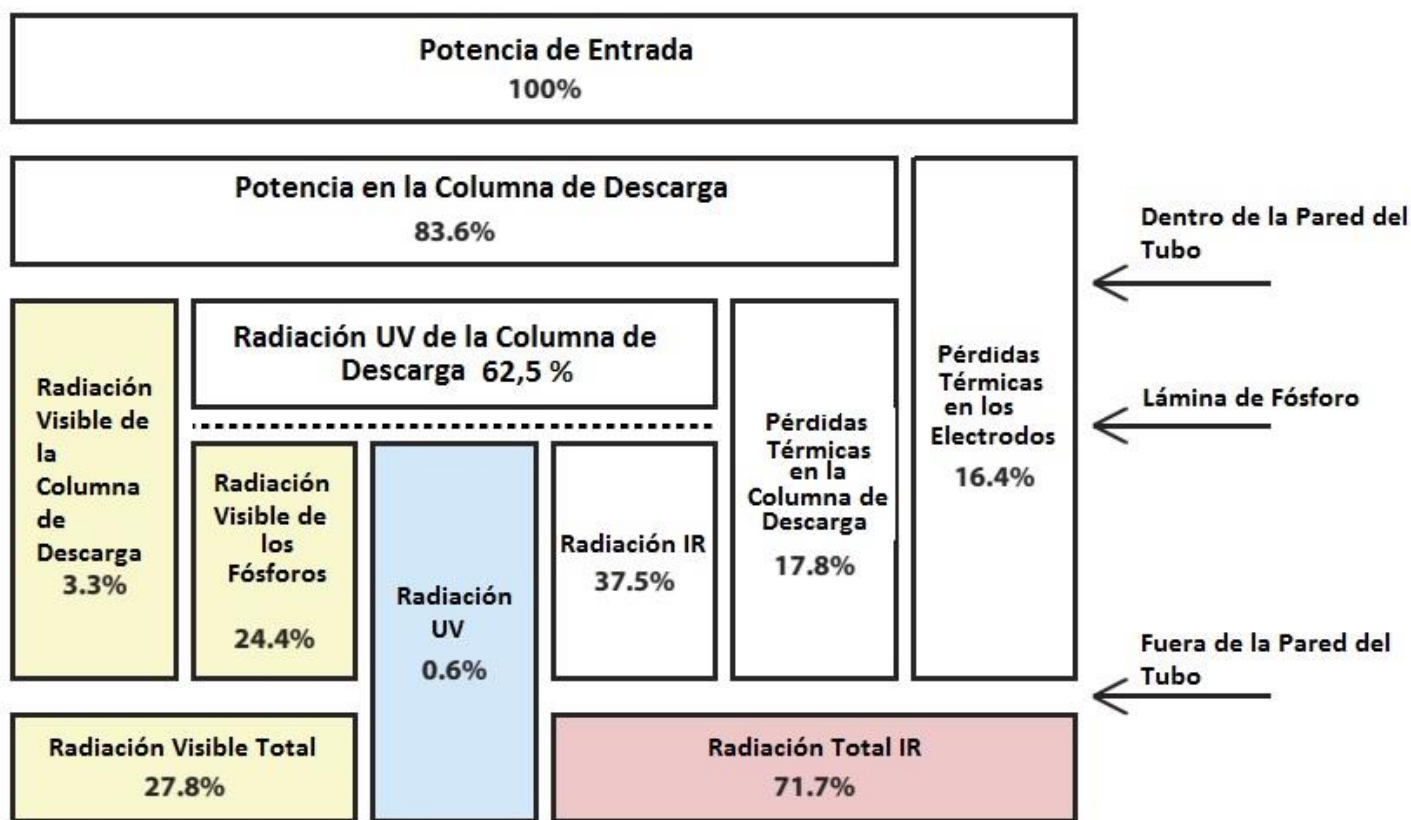 Potencia de Entrada
100%
Potencia en la Columna de Descarga
83.6%
Dentro de la Pared del
Tubo
Radiación UV de la Columna de
Descarga 62,5 %
Radiación
Visible de
la
Columna
de
Descarga
3.3%
Radiación
Visible de
los
Fósforos
24.4%
Radiación
UV
0.6%
Radiación IR
37.5%
Pérdidas
Térmicas
en la
Columna de
Descarga
17.8%
Pérdidas
Térmicas
en los
Electrodos
16.4%
Lámina de Fósforo
Fuera de la Pared del
Tubo
Radiación Visible Total
27.8%
Radiación Total IR
71.7%